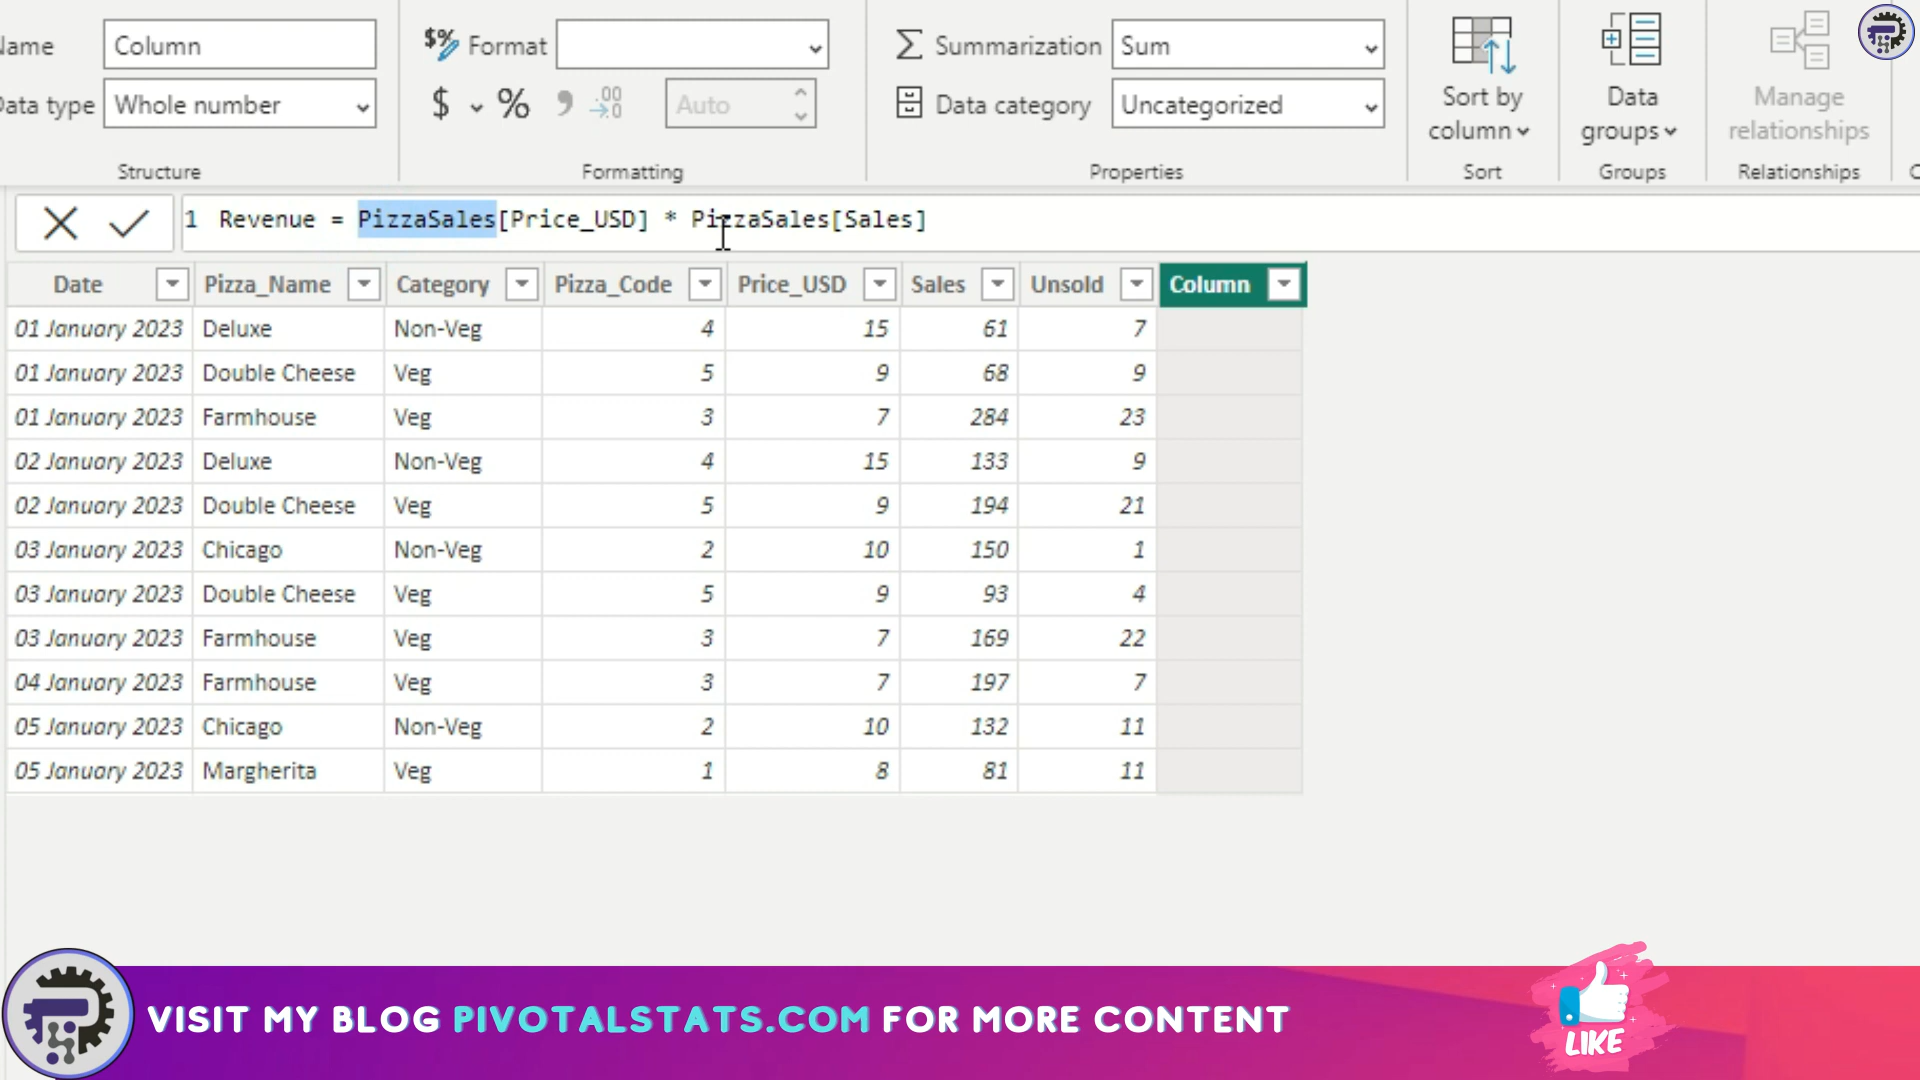 Name Column $% Format Σ Summarization Sum Sort by column Data groups Manage relationships
Data type Whole number $ % 9 .00 →.0 Auto Data category Uncategorized
Structure Formatting Properties Sort Groups Relationships
1 Revenue = PizzaSales[Price_USD] * PizzaSales[Sales]
Date Pizza_Name Category Pizza_Code Price_USD Sales Unsold Column
01 January 2023 Deluxe Non-Veg 4 15 61 7
01 January 2023 Double Cheese Veg 5 9 68 9
01 January 2023 Farmhouse Veg 3 7 284 23
02 January 2023 Deluxe Non-Veg 4 15 133 9
02 January 2023 Double Cheese Veg 5 9 194 21
03 January 2023 Chicago Non-Veg 2 10 150 1
03 January 2023 Double Cheese Veg 5 9 93 4
03 January 2023 Farmhouse Veg 3 7 169 22
04 January 2023 Farmhouse Veg 3 7 197 7
05 January 2023 Chicago Non-Veg 2 10 132 11
05 January 2023 Margherita Veg 1 8 81 11
VISIT MY BLOG PIVOTALSTATS.COM FOR MORE CONTENT
LIKE